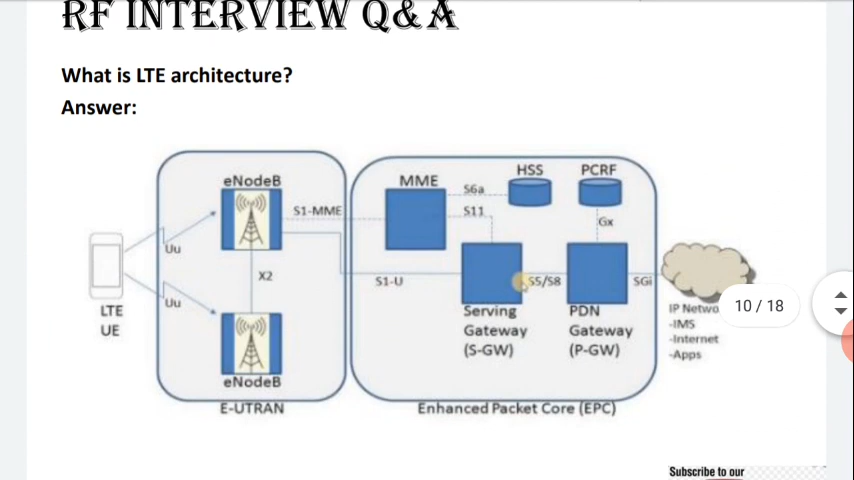 RF INTERVIEW Q&A
What is LTE architecture?
Answer:
eNodeB
MME
HSS
PCRF
S6a
S1-MME
S11
Gx
Uu
X2
S1-U
S5/S8
SGi
Uu
LTE
UE
Serving
Gateway
(S-GW)
PDN
Gateway
(P-GW)
IP Netwo
-IMS
-Internet
-Apps
10 / 18
eNodeB
E-UTRAN
Enhanced Packet Core (EPC)
Subscribe to our